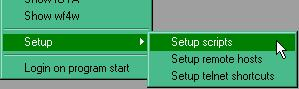 Show wf4w
Setup
Setup scripts
Setup remote hosts
Setup telnet shortcuts
Login on program start